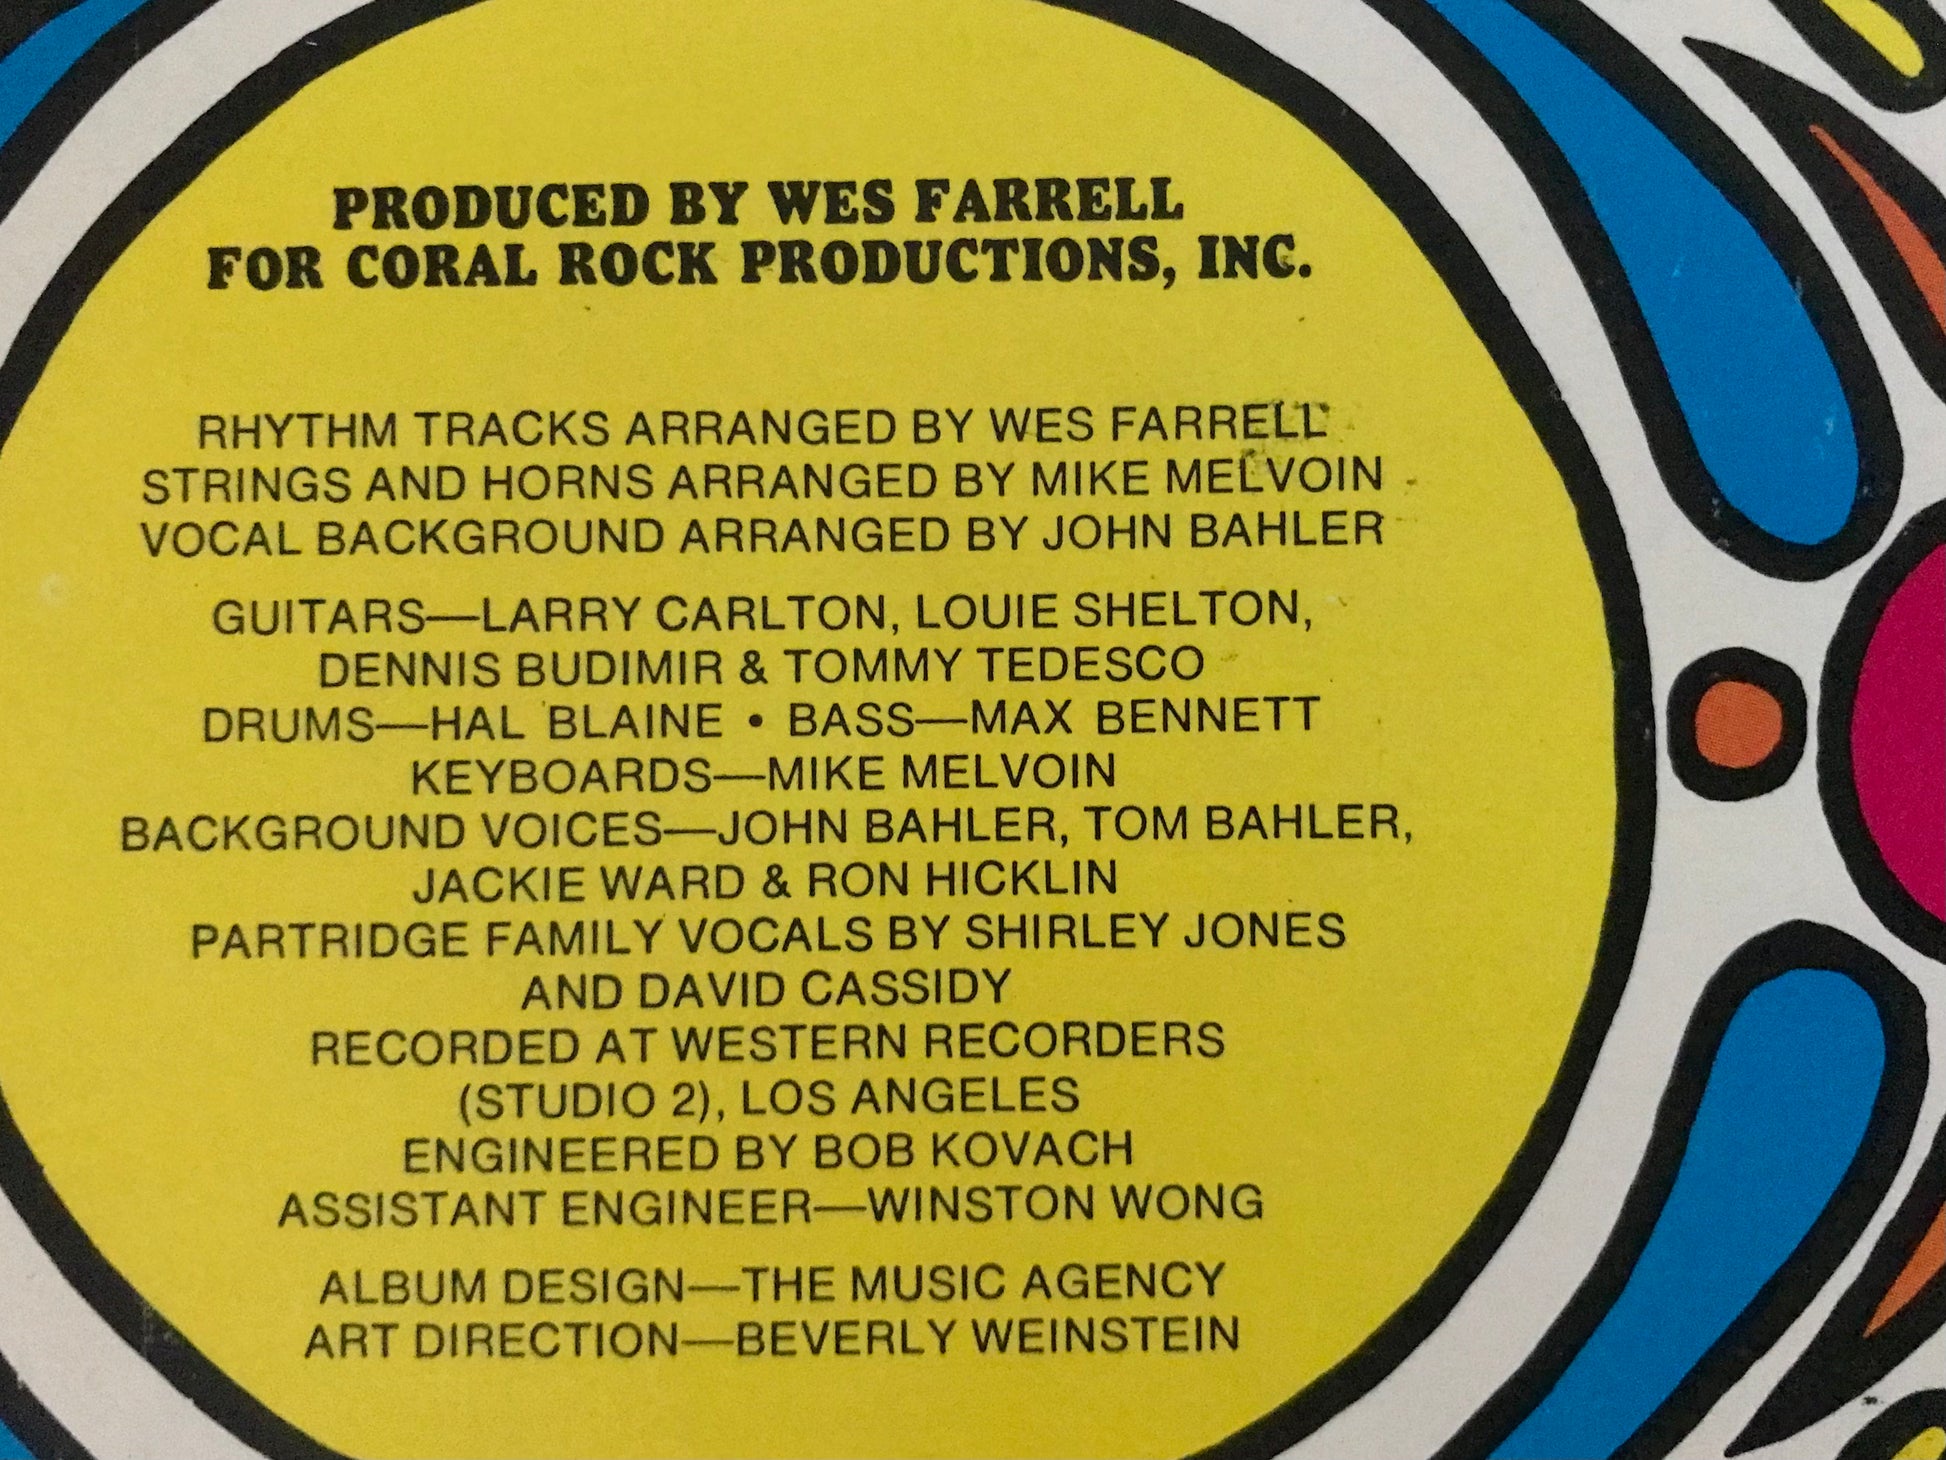 PRODUCED BY WES FARRELL
FOR CORAL ROCK PRODUCTIONS, INC.
RHYTHM TRACKS ARRANGED BY WES FARRELL
STRINGS AND HORNS ARRANGED BY MIKE MELVOIN
VOCAL BACKGROUND ARRANGED BY JOHN BAHLER
GUITARS—LARRY CARLTON, LOUIE SHELTON,
DENNIS BUDIMIR & TOMMY TEDESCO
DRUMS—HAL BLAINE • BASS—MAX BENNETT
KEYBOARDS—MIKE MELVOIN
BACKGROUND VOICES—JOHN BAHLER, TOM BAHLER,
JACKIE WARD & RON HICKLIN
PARTRIDGE FAMILY VOCALS BY SHIRLEY JONES
AND DAVID CASSIDY
RECORDED AT WESTERN RECORDERS
(STUDIO 2), LOS ANGELES
ENGINEERED BY BOB KOVACH
ASSISTANT ENGINEER—WINSTON WONG
ALBUM DESIGN—THE MUSIC AGENCY
ART DIRECTION—BEVERLY WEINSTEIN